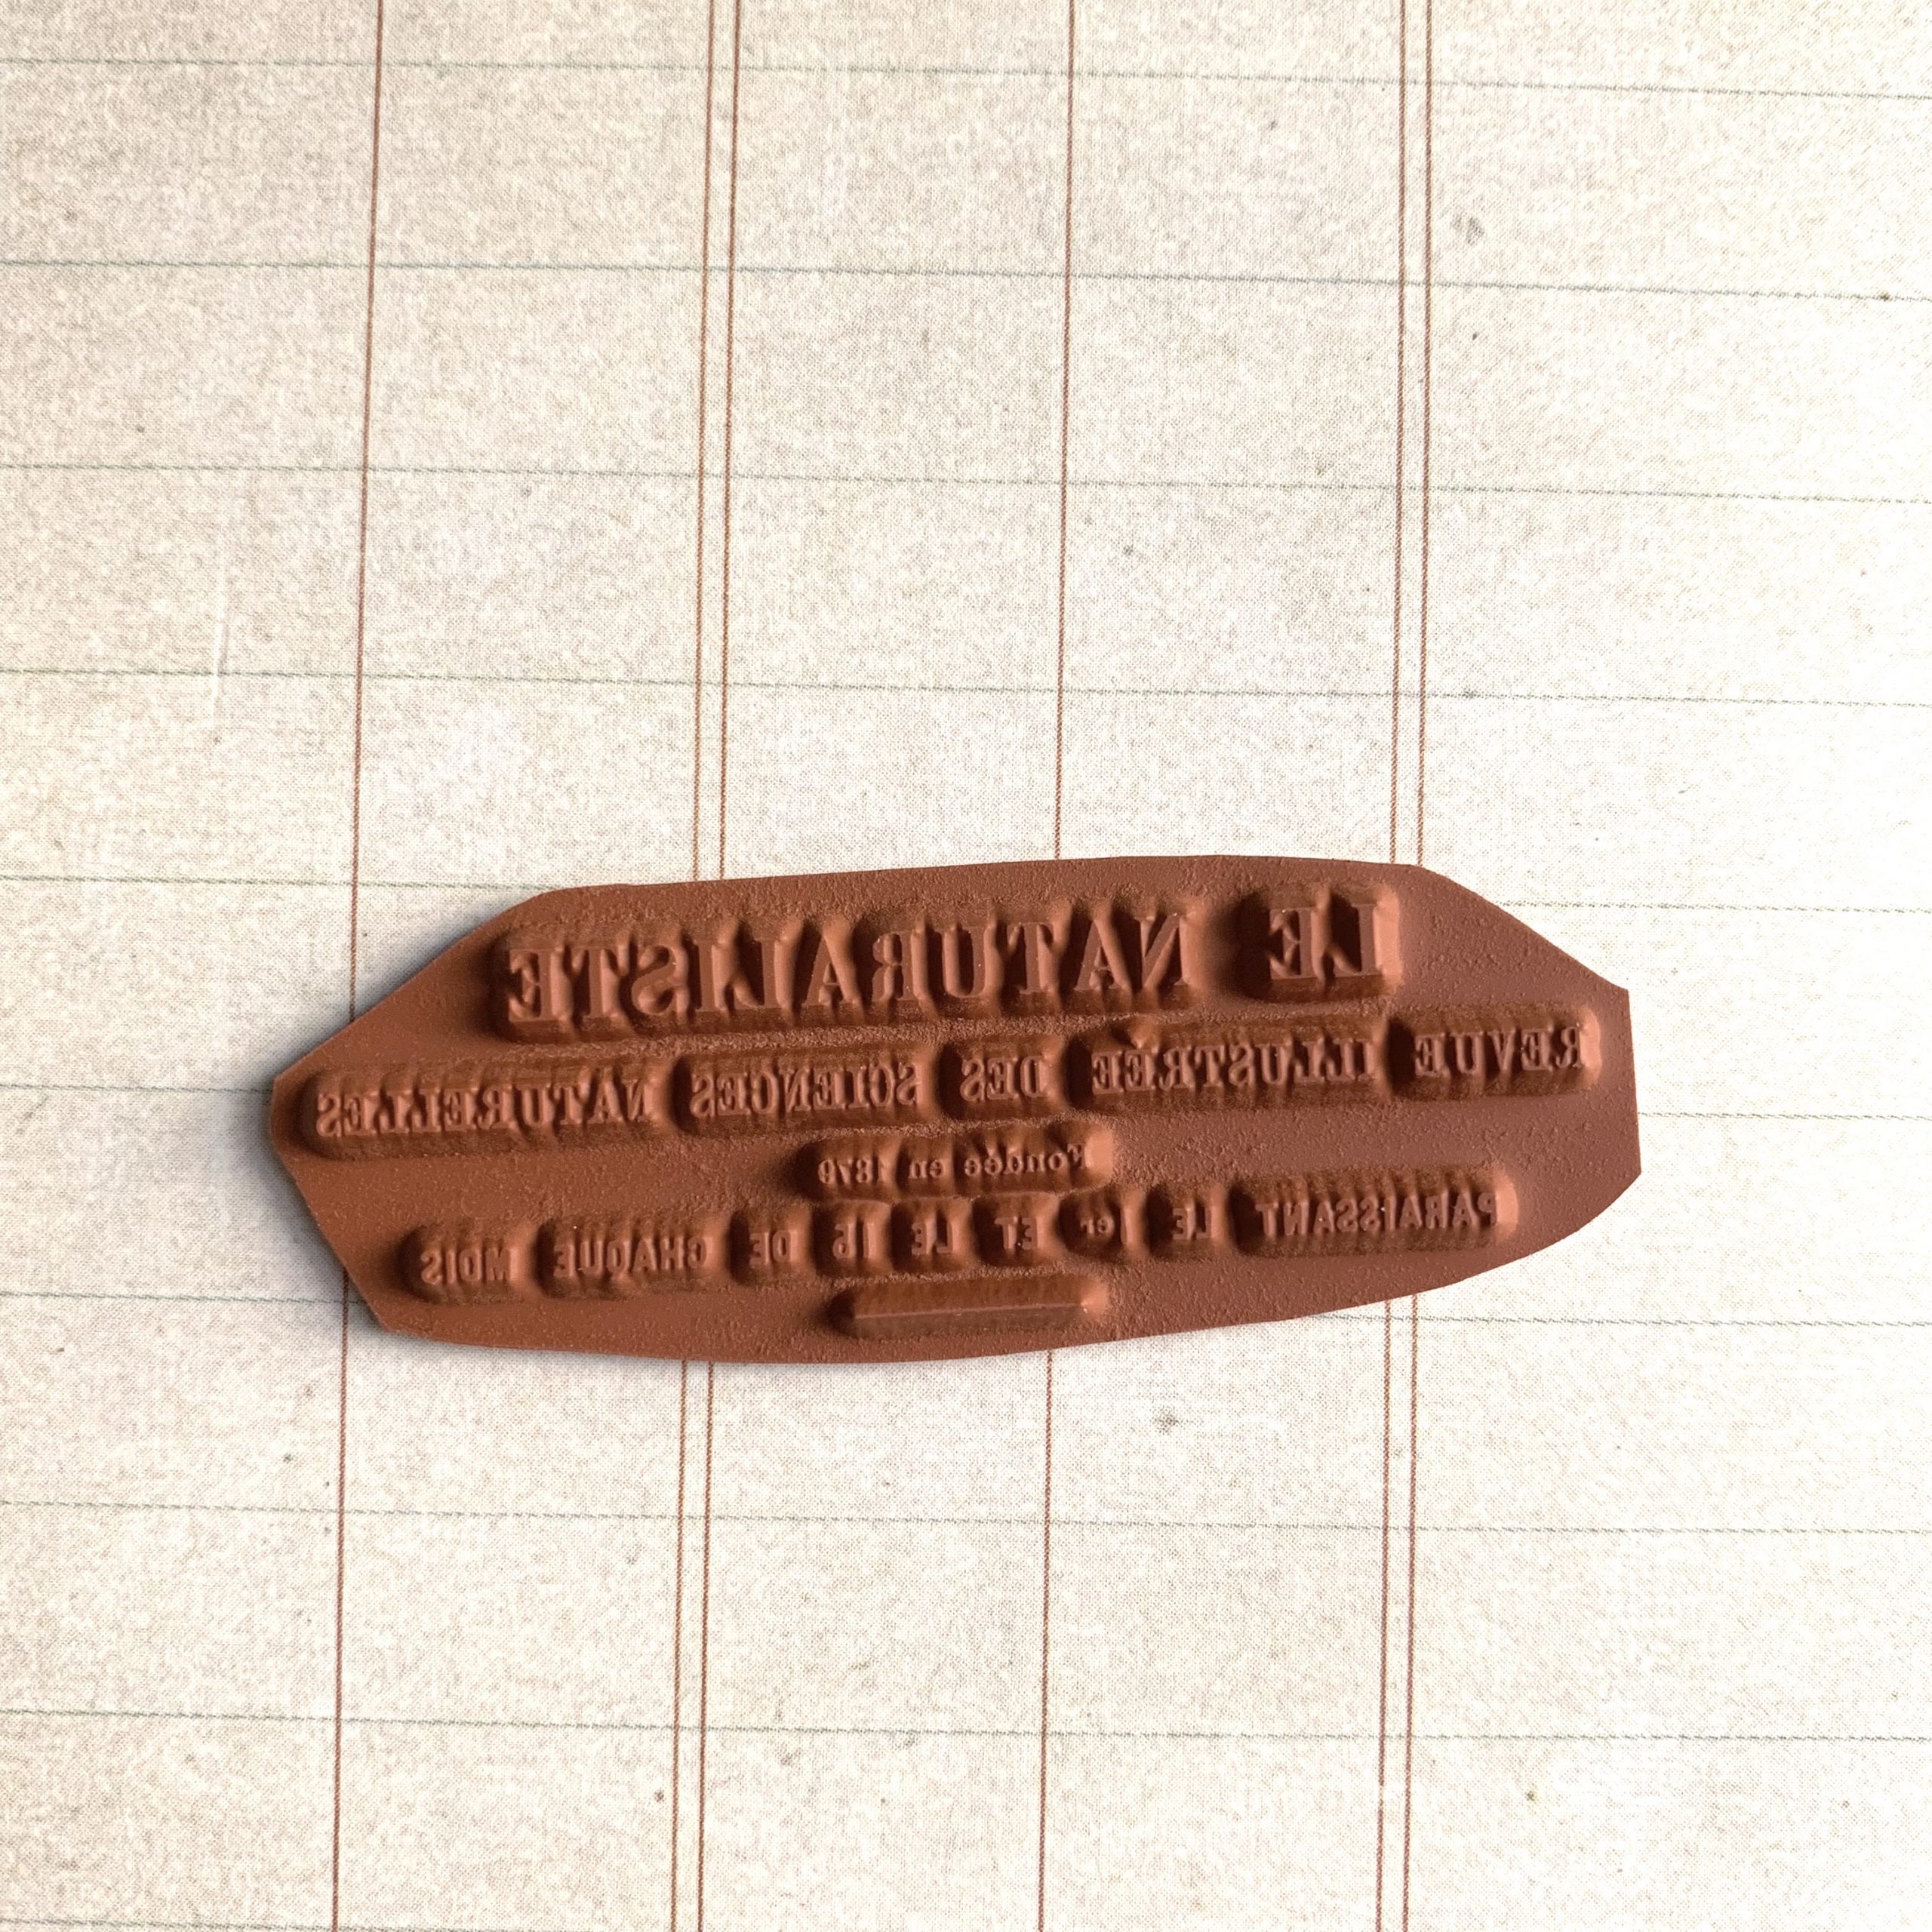 LE NATURALISTE
REVUE ILLUSTRÉE DES SCIENCES NATURELLES
Fondée en 1879
PARAISSANT LE 1er ET LE 15 DE CHAQUE MOIS